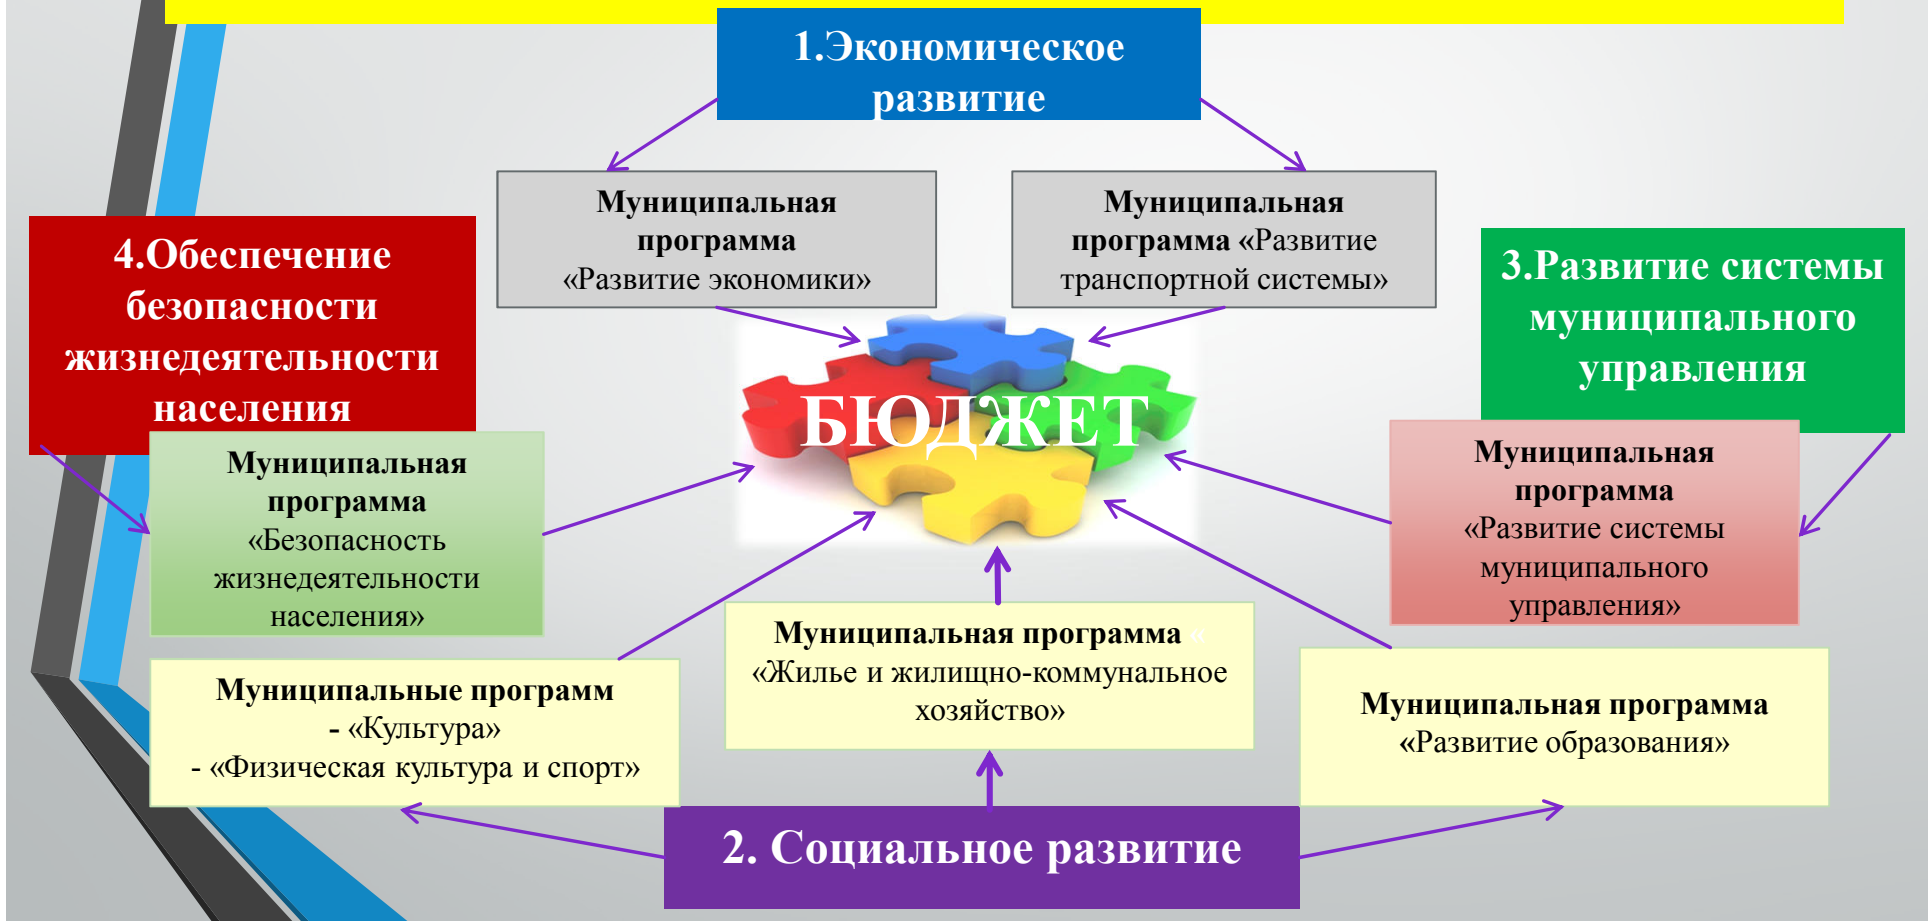 1.Экономическое
развитие
Муниципальная
программа
«Развитие экономики»
Муниципальная
программа «Развитие
транспортной системы»
4.Обеспечение
безопасности
жизнедеятельности
населения
3.Развитие системы
муниципального
управления
БЮДЖЕТ
Муниципальная
программа
«Безопасность
жизнедеятельности
населения»
Муниципальная
программа
«Развитие системы
муниципального
управления»
Муниципальные программ
- «Культура»
- «Физическая культура и спорт»
Муниципальная программа «
«Жилье и жилищно-коммунальное
хозяйство»
Муниципальная программа
«Развитие образования»
2. Социальное развитие